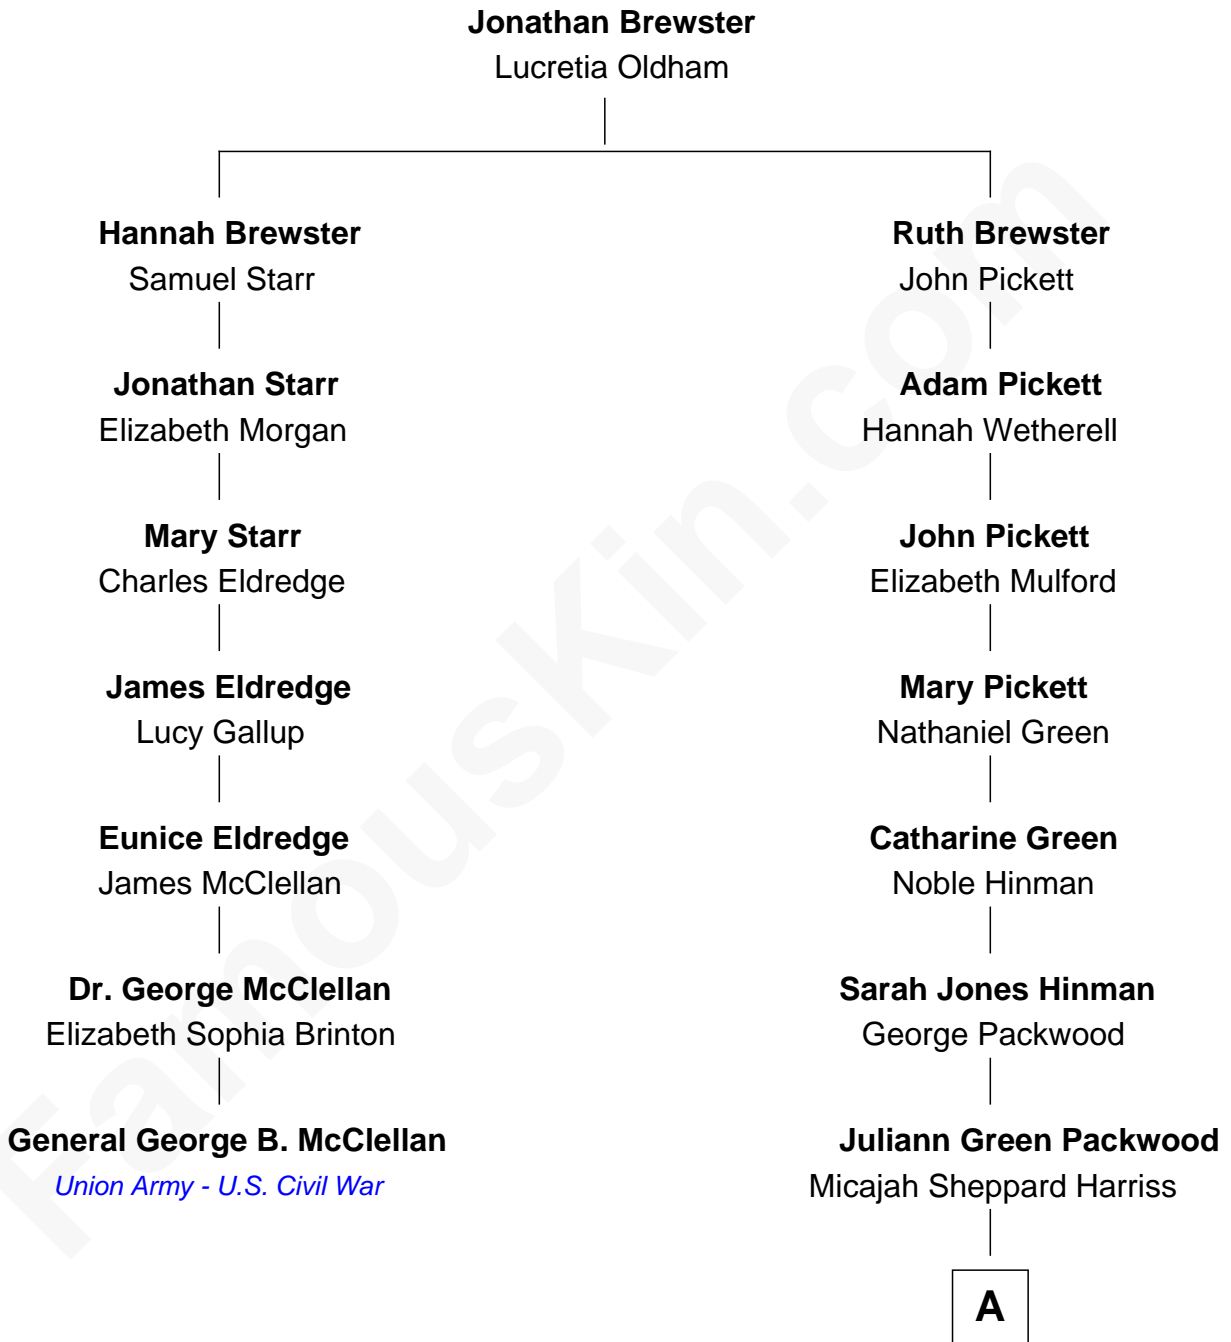 Jonathan Brewster
Lucretia Oldham
Hannah Brewster
Samuel Starr
Ruth Brewster
John Pickett
Jonathan Starr
Elizabeth Morgan
Adam Pickett
Hannah Wetherell
Mary Starr
Charles Eldredge
John Pickett
Elizabeth Mulford
James Eldredge
Lucy Gallup
Mary Pickett
Nathaniel Green
Eunice Eldredge
James McClellan
Catharine Green
Noble Hinman
Dr. George McClellan
Elizabeth Sophia Brinton
Sarah Jones Hinman
George Packwood
General George B. McClellan
Union Army - U.S. Civil War
Juliann Green Packwood
Micajah Sheppard Harriss
A
FamousKin.com